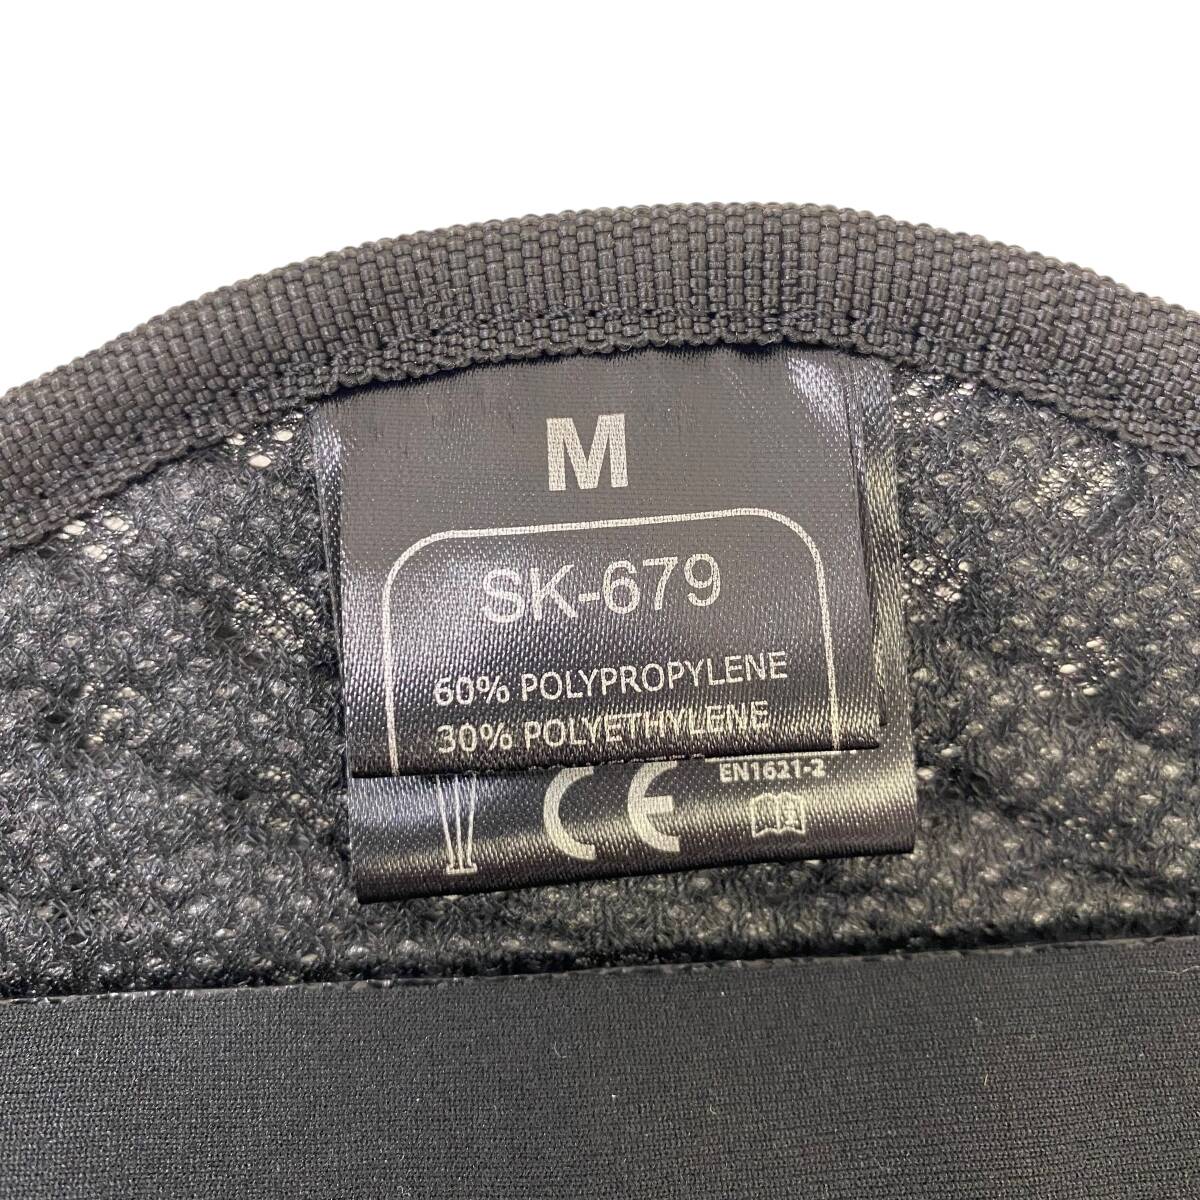 M
SK-679
60% POLYPROPYLENE
30% POLYETHYLENE
CE EN1621-2